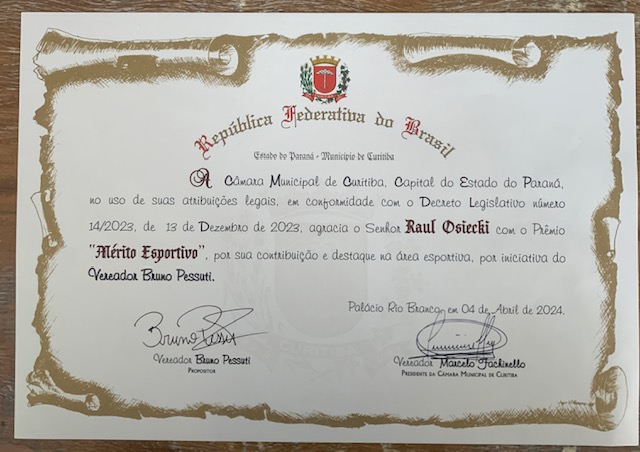 República Federativa do Brasil
Estado do Paraná - Município de Curitiba
A Câmara Municipal de Curitiba, Capital do Estado do Paraná,
no uso de suas atribuições legais, em conformidade com o Decreto Legislativo número
14/2023, de 13 de Dezembro de 2023, agracia o Senhor Raul Osiecki com o Prêmio
"Mérito Esportivo", por sua contribuição e destaque na área esportiva, por iniciativa do
Vereador Bruno Pessuti.
Palácio Rio Branco, em 04 de Abril de 2024.
Vereador Bruno Pessuti
Propositor
Vereador Marcelo Fachinello
Presidente da Câmara Municipal de Curitiba